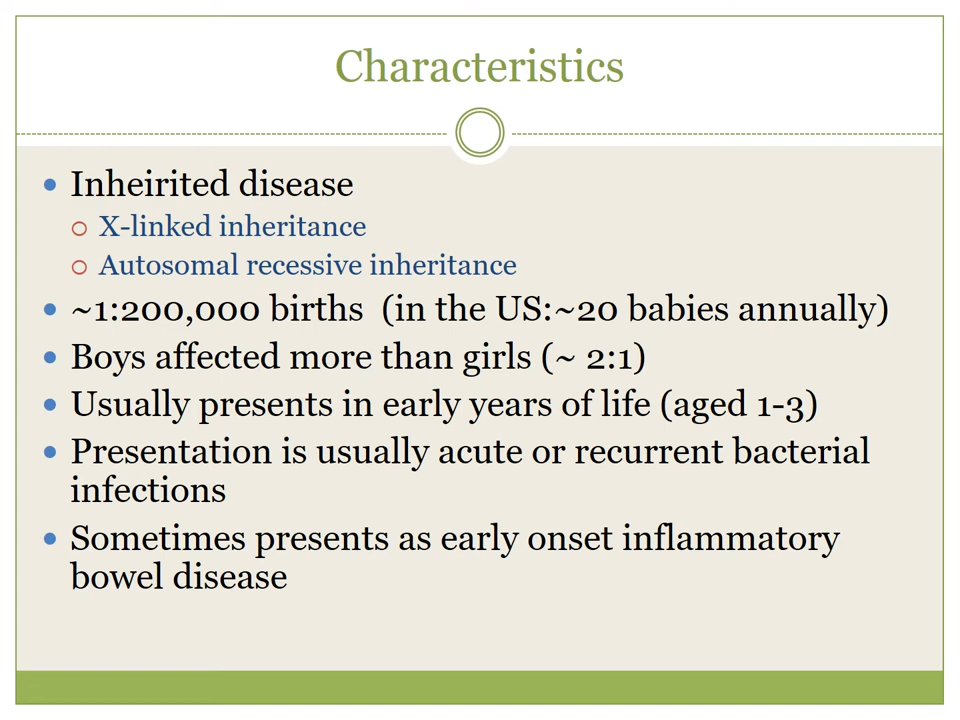 Characteristics
Inheirited disease
X-linked inheritance
Autosomal recessive inheritance
~1:200,000 births (in the US:~20 babies annually)
Boys affected more than girls (~ 2:1)
Usually presents in early years of life (aged 1-3)
Presentation is usually acute or recurrent bacterial
infections
Sometimes presents as early onset inflammatory
bowel disease